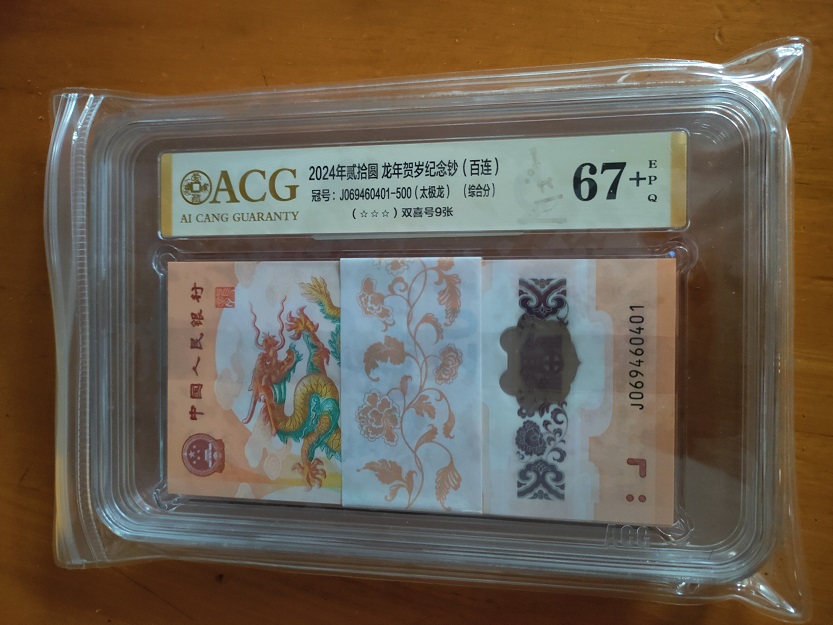 ACG
AI CANG GUARANTY
2024年贰拾圆 龙年贺岁纪念钞（百连）
冠号：J069460401-500（太极龙）（综合分）
（☆☆☆）双喜号9张
67+
EPQ
中国人民银行
J069460401
ACG